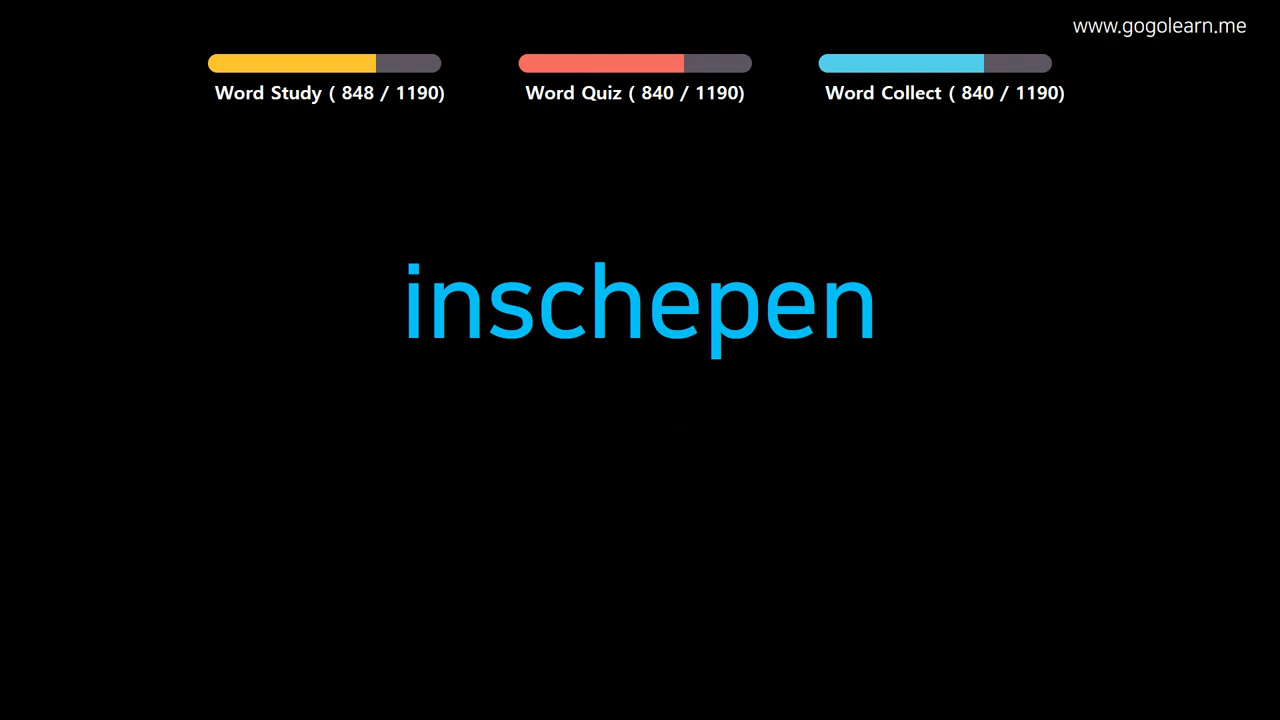 www.gogolearn.me
Word Study ( 848 / 1190) Word Quiz ( 840 / 1190) Word Collect ( 840 / 1190)
inschepen